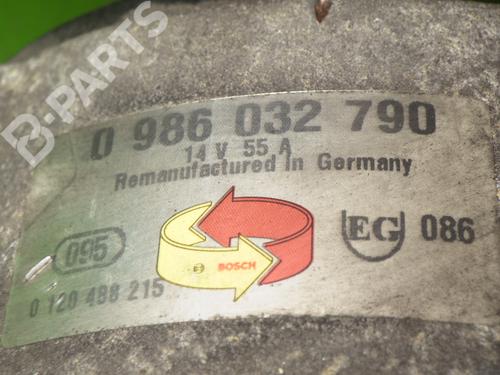 B-PARTS
0 986 032 790
14 V 55 A
Remanufactured in Germany
BOSCH
EG 086
095
0 120 488 215